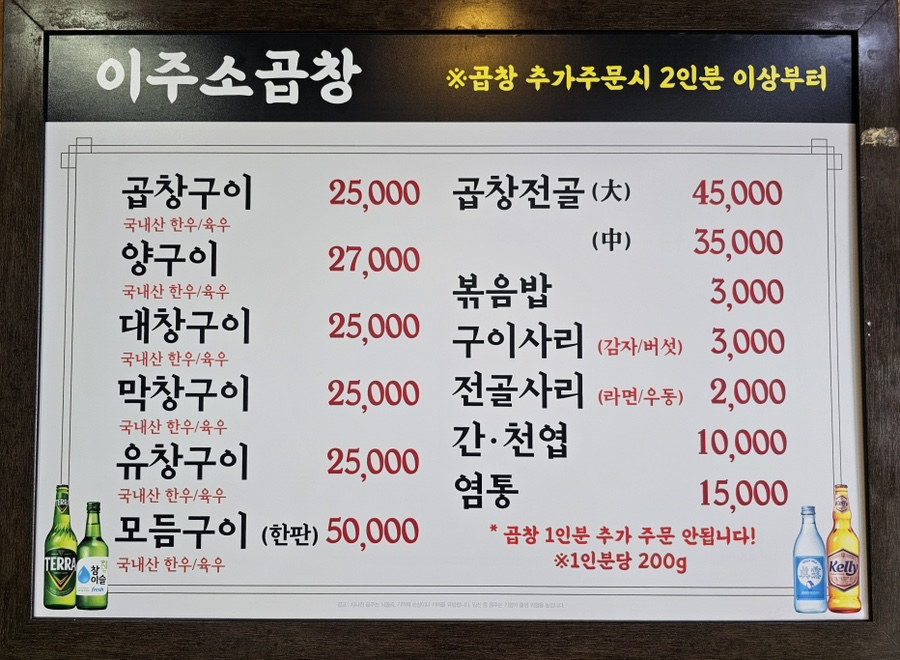 이주소곱창
※곱창 추가주문시 2인분 이상부터
곱창구이 25,000
국내산 한우/육우
양구이 27,000
국내산 한우/육우
대창구이 25,000
국내산 한우/육우
막창구이 25,000
국내산 한우/육우
유창구이 25,000
국내산 한우/육우
모듬구이 (한판) 50,000
국내산 한우/육우
곱창전골 (大) 45,000
(中) 35,000
볶음밥 3,000
구이사리 (감자/버섯) 3,000
전골사리 (라면/우동) 2,000
간·천엽 10,000
염통 15,000
* 곱창 1인분 추가 주문 안됩니다!
※1인분당 200g
TERRA
TERRA
참이슬
fresh
Kelly